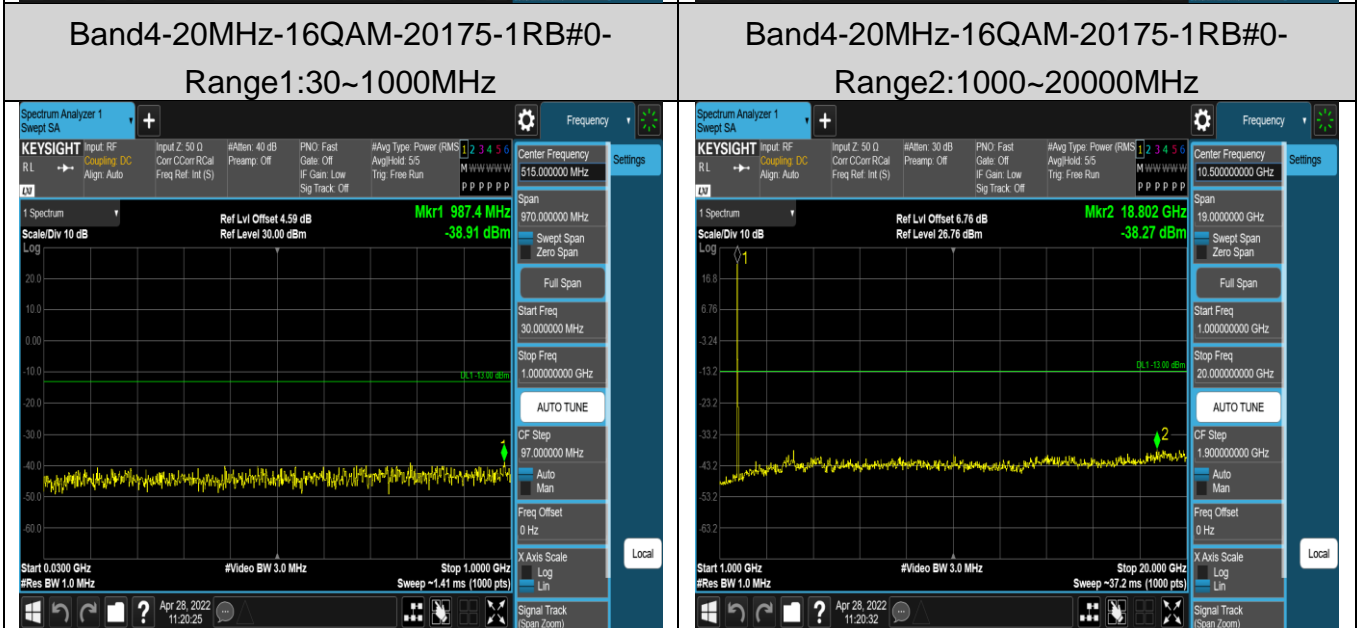 Band4-20MHz-16QAM-20175-1RB#0-
Range1:30~1000MHz
Spectrum Analyzer 1
Swept SA
Frequency
KEYSIGHT
Input: RF
Coupling: DC
Align: Auto
Input Z: 50 Ω
Corr CCorr RCal
Freq Ref: Int (S)
#Atten: 40 dB
Preamp: Off
PNO: Fast
Gate: Off
IF Gain: Low
Sig Track: Off
#Avg Type: Power (RMS
Avg|Hold: 5/5
Trig: Free Run
1 2 3 4 5 6
M W W W W W
P P P P P P
RL
LXI
Center Frequency
515.000000 MHz
Settings
1 Spectrum
Scale/Div 10 dB
Log
Ref Lvl Offset 4.59 dB
Ref Level 30.00 dBm
Mkr1 987.4 MHz
-38.91 dBm
20.0
10.0
0.00
-10.0
-20.0
-30.0
-40.0
-50.0
-60.0
DL1 -13.00 dBm
Span
970.000000 MHz
Swept Span
Zero Span
Full Span
Start Freq
30.000000 MHz
Stop Freq
1.000000000 GHz
AUTO TUNE
CF Step
97.000000 MHz
Auto
Man
Freq Offset
0 Hz
X Axis Scale
Log
Lin
Signal Track
(Span Zoom)
Local
Start 0.0300 GHz
#Res BW 1.0 MHz
#Video BW 3.0 MHz
Stop 1.0000 GHz
Sweep ~1.41 ms (1000 pts)
?
Apr 28, 2022
11:20:25
Band4-20MHz-16QAM-20175-1RB#0-
Range2:1000~20000MHz
Spectrum Analyzer 1
Swept SA
Frequency
KEYSIGHT
Input: RF
Coupling: DC
Align: Auto
Input Z: 50 Ω
Corr CCorr RCal
Freq Ref: Int (S)
#Atten: 30 dB
Preamp: Off
PNO: Fast
Gate: Off
IF Gain: Low
Sig Track: Off
#Avg Type: Power (RMS
Avg|Hold: 5/5
Trig: Free Run
1 2 3 4 5 6
M W W W W W
P P P P P P
RL
LXI
Center Frequency
10.500000000 GHz
Settings
1 Spectrum
Scale/Div 10 dB
Log
Ref Lvl Offset 6.76 dB
Ref Level 26.76 dBm
Mkr2 18.802 GHz
-38.27 dBm
1
16.8
6.76
-3.24
-13.2
-23.2
-33.2
-43.2
-53.2
-63.2
DL1 -13.00 dBm
2
Span
19.0000000 GHz
Swept Span
Zero Span
Full Span
Start Freq
1.000000000 GHz
Stop Freq
20.000000000 GHz
AUTO TUNE
CF Step
1.900000000 GHz
Auto
Man
Freq Offset
0 Hz
X Axis Scale
Log
Lin
Signal Track
(Span Zoom)
Local
Start 1.000 GHz
#Res BW 1.0 MHz
#Video BW 3.0 MHz
Stop 20.000 GHz
Sweep ~37.2 ms (1000 pts)
?
Apr 28, 2022
11:20:32